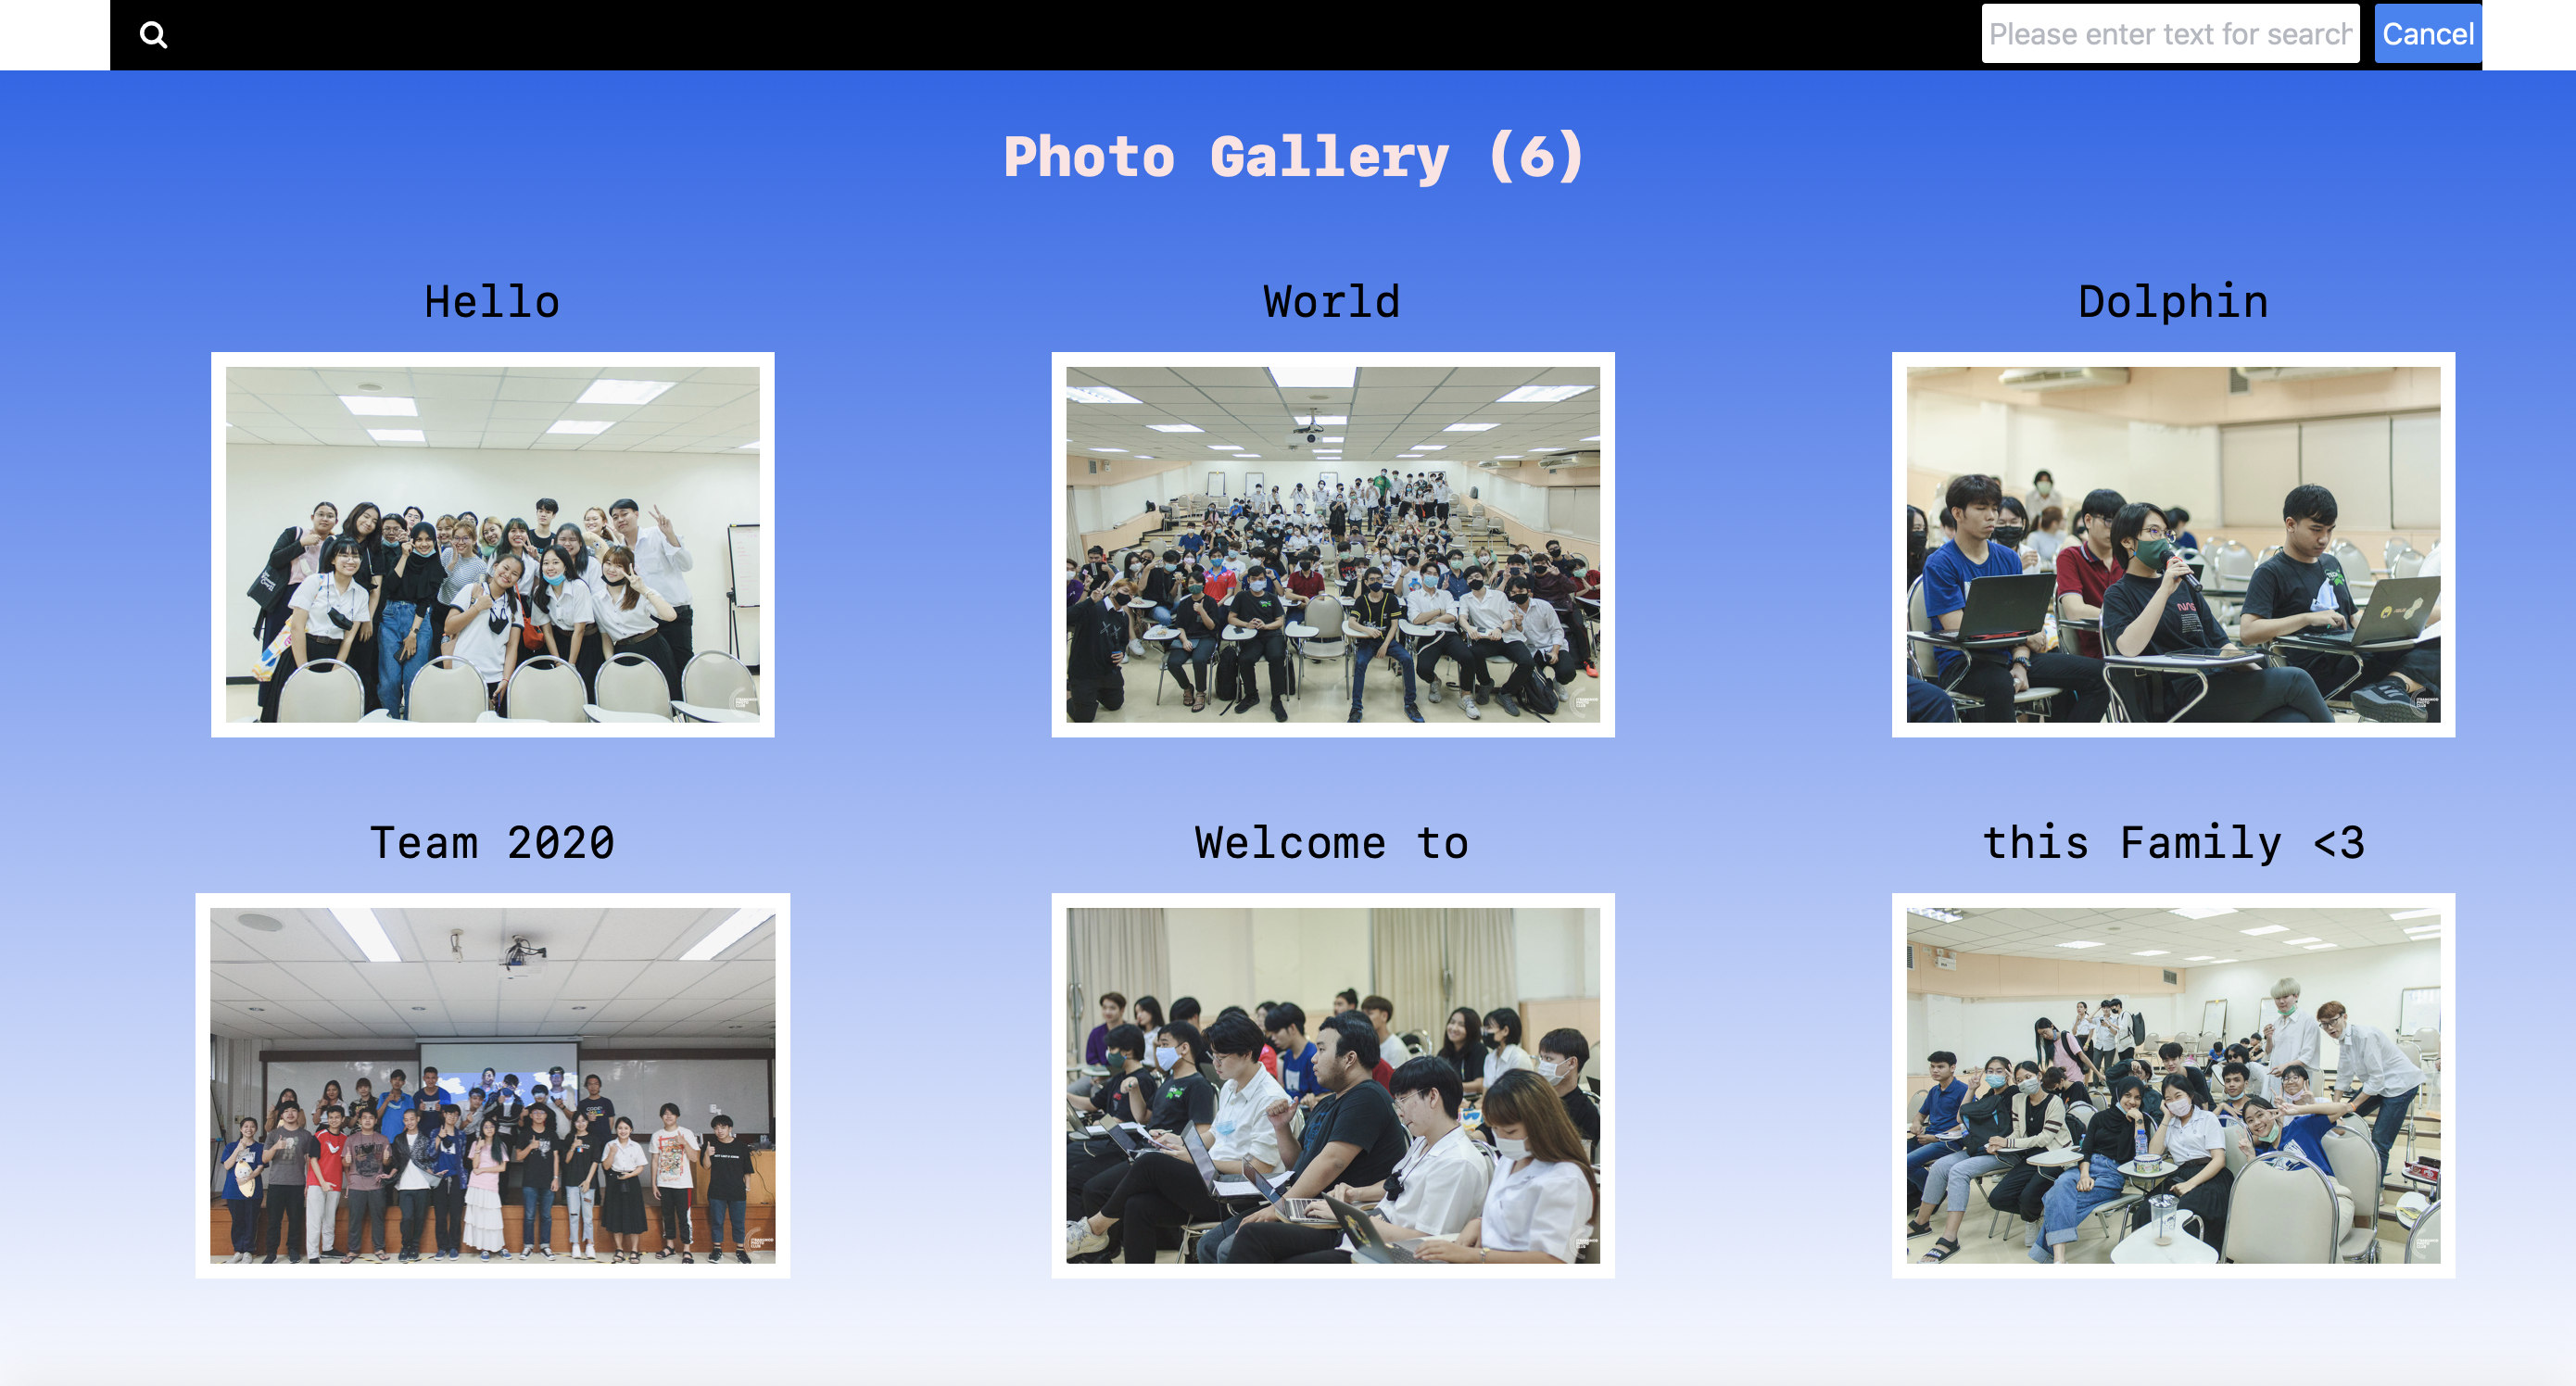 Please enter text for search
Cancel
Photo Gallery (6)
Hello
World
Dolphin
Team 2020
Welcome to
this Family <3